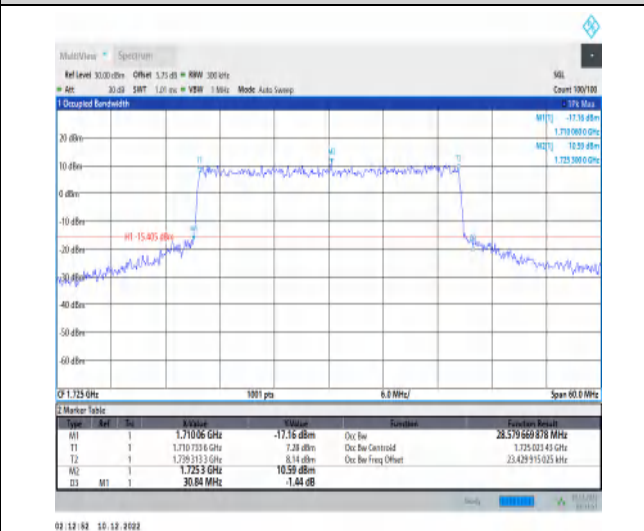 MultiView Spectrum
Ref Level 30.00 dBm Offset 5.75 dB RBW 300 kHz SGL
Att 30 dB SWT 1.01 ms VBW 1 MHz Mode Auto Sweep Count 100/100
1 Occupied Bandwidth 1Pk Max
M1[1] -17.16 dBm
1.710 060 0 GHz
20 dBm M2[1] 10.59 dBm
1.725 300 0 GHz
T1 M2 T2
10 dBm
0 dBm
-10 dBm
H1 -15.405 dBm
-20 dBm
-30 dBm
-40 dBm
-50 dBm
-60 dBm
CF 1.725 GHz 1001 pts 6.0 MHz/ Span 60.0 MHz
2 Marker Table
Type Ref Trc X-Value Y-Value Function Function Result
M1 1 1.71006 GHz -17.16 dBm Occ Bw 28.579 669 878 MHz
T1 1 1.710 733 6 GHz 7.28 dBm Occ Bw Centroid 1.725 023 43 GHz
T2 1 1.739 313 3 GHz 8.14 dBm Occ Bw Freq Offset 23.429 915 025 kHz
M2 1 1.725 3 GHz 10.59 dBm
D3 M1 1 30.84 MHz -1.44 dB
Ready
02:12:52 10.12.2022